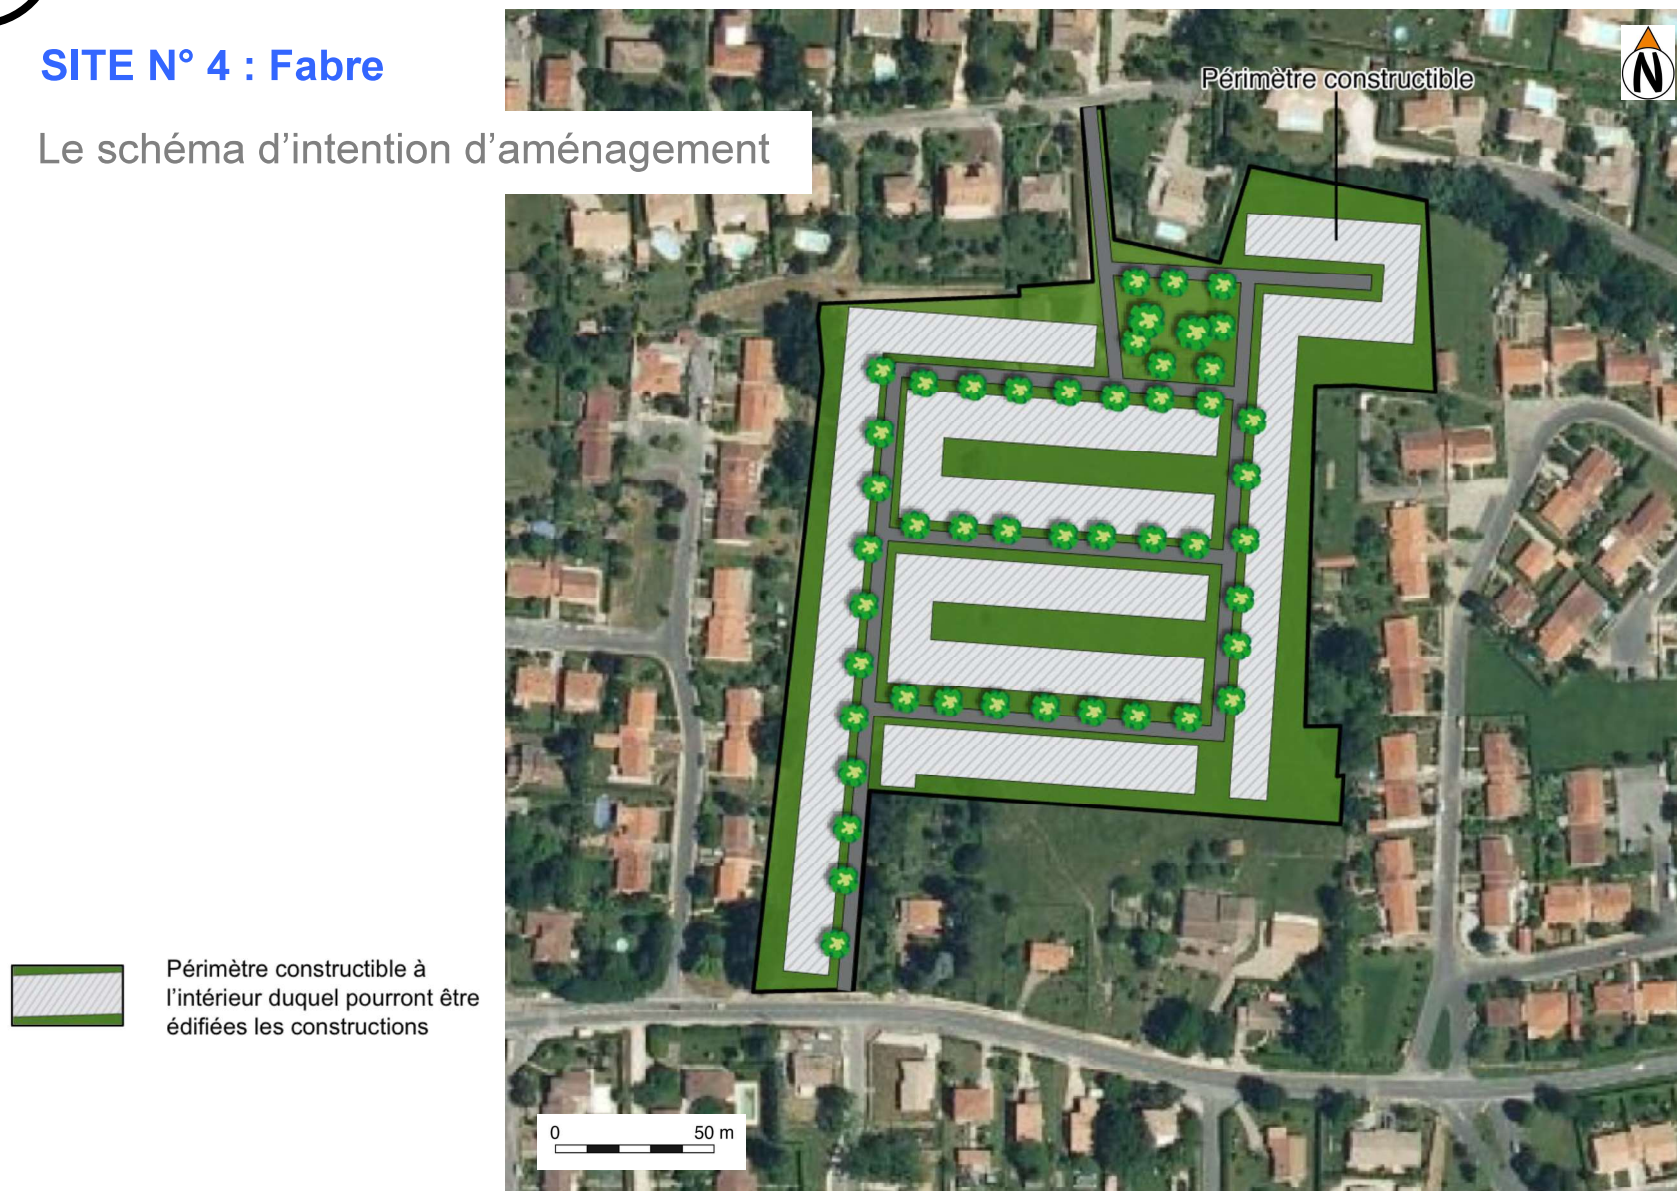 SITE N° 4 : Fabre
Le schéma d’intention d’aménagement
Périmètre constructible
N
Périmètre constructible à
l’intérieur duquel pourront être
édifiées les constructions
0 50 m